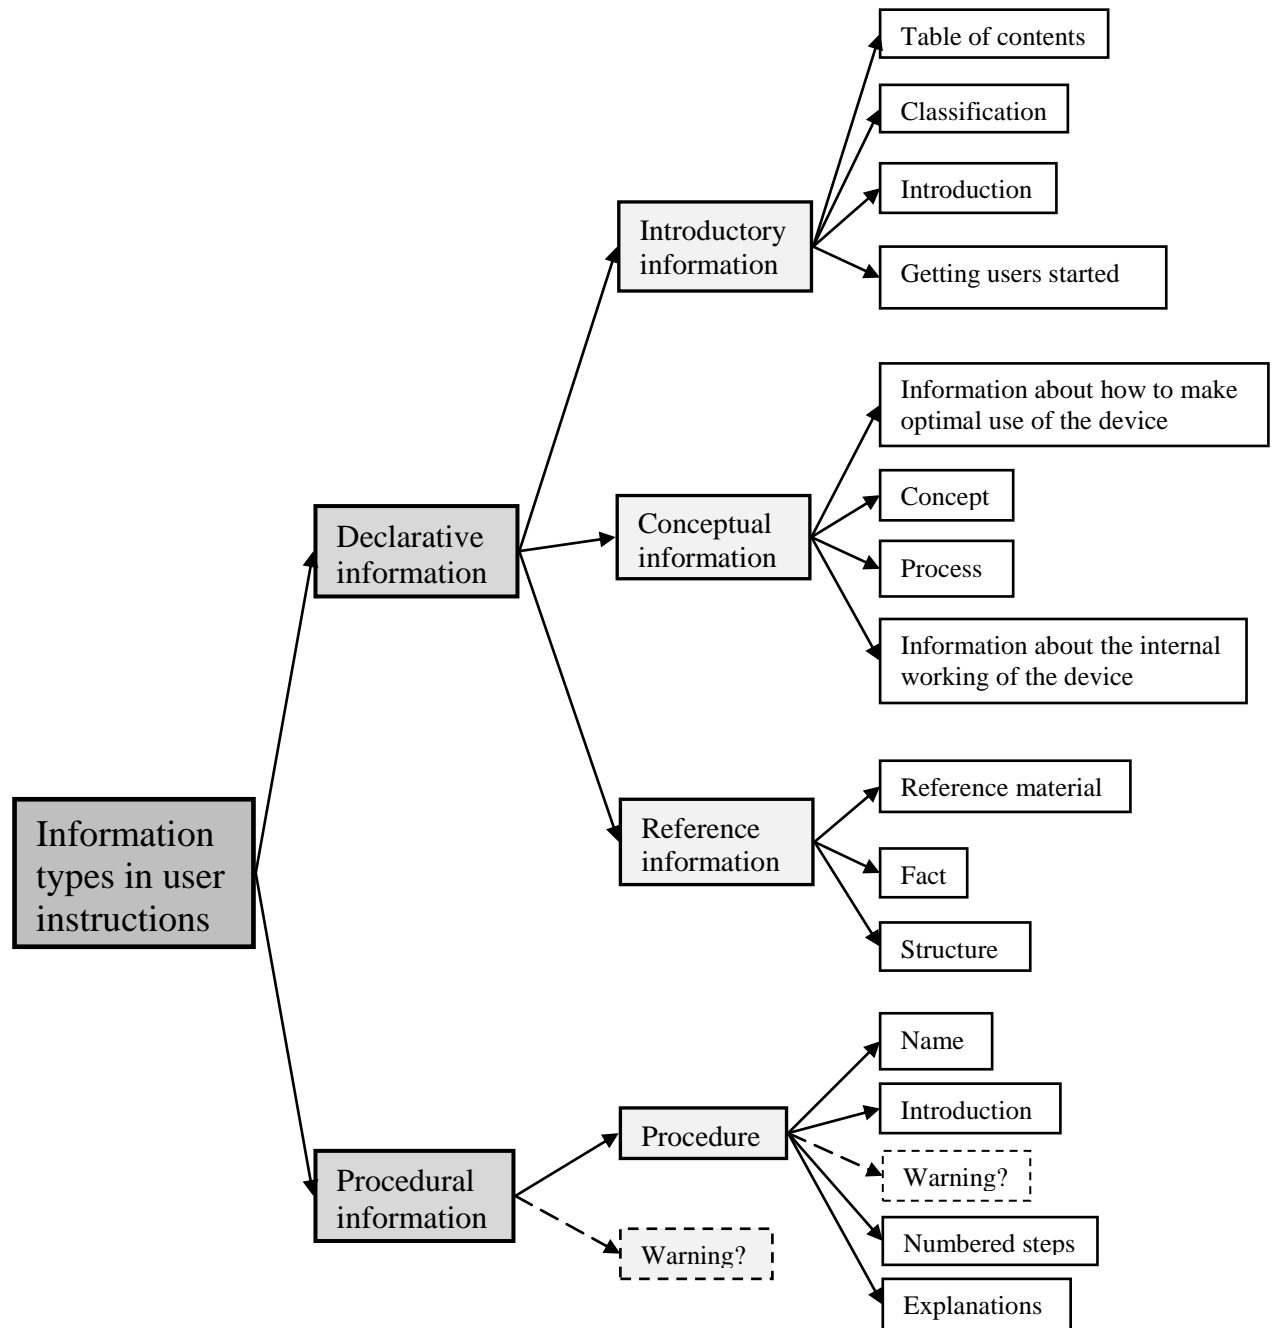 Table of contents
Classification
Introduction
Introductory
information
Getting users started
Information about how to make
optimal use of the device
Concept
Declarative
information
Conceptual
information
Process
Information about the internal
working of the device
Reference material
Information
types in user
instructions
Reference
information
Fact
Structure
Name
Introduction
Procedure
Warning?
Procedural
information
Numbered steps
Warning?
Explanations